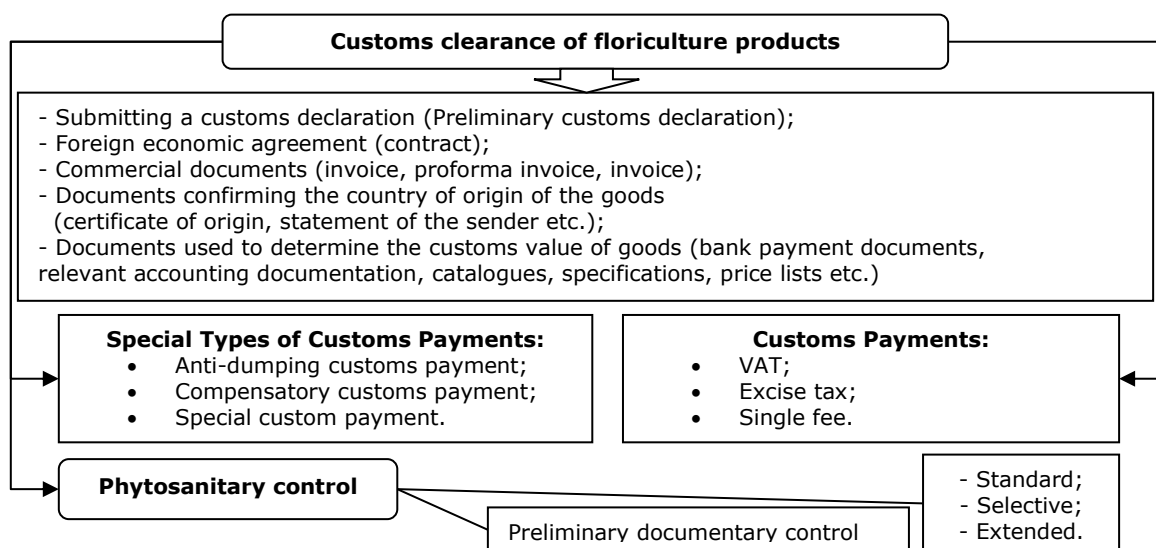 Customs clearance of floriculture products
- Submitting a customs declaration (Preliminary customs declaration);
- Foreign economic agreement (contract);
- Commercial documents (invoice, proforma invoice, invoice);
- Documents confirming the country of origin of the goods
(certificate of origin, statement of the sender etc.);
- Documents used to determine the customs value of goods (bank payment documents,
relevant accounting documentation, catalogues, specifications, price lists etc.)
Special Types of Customs Payments:
• Anti-dumping customs payment;
• Compensatory customs payment;
• Special custom payment.
Customs Payments:
• VAT;
• Excise tax;
• Single fee.
Phytosanitary control
- Standard;
- Selective;
- Extended.
Preliminary documentary control